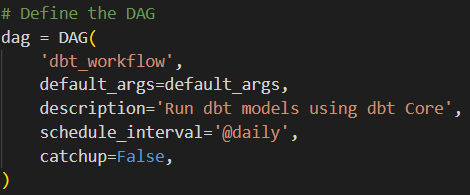 # Define the DAG
dag = DAG(
    'dbt_workflow',
    default_args=default_args,
    description='Run dbt models using dbt Core',
    schedule_interval='@daily',
    catchup=False,
)